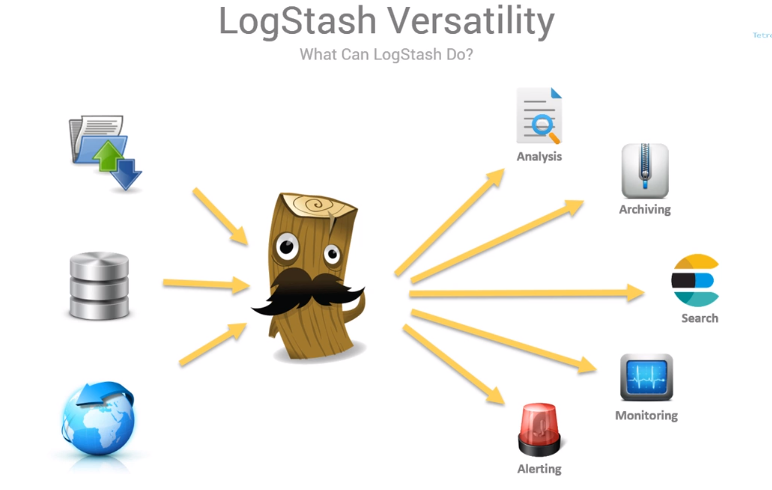 LogStash Versatility
What Can LogStash Do?
Analysis
Archiving
Search
Monitoring
Alerting